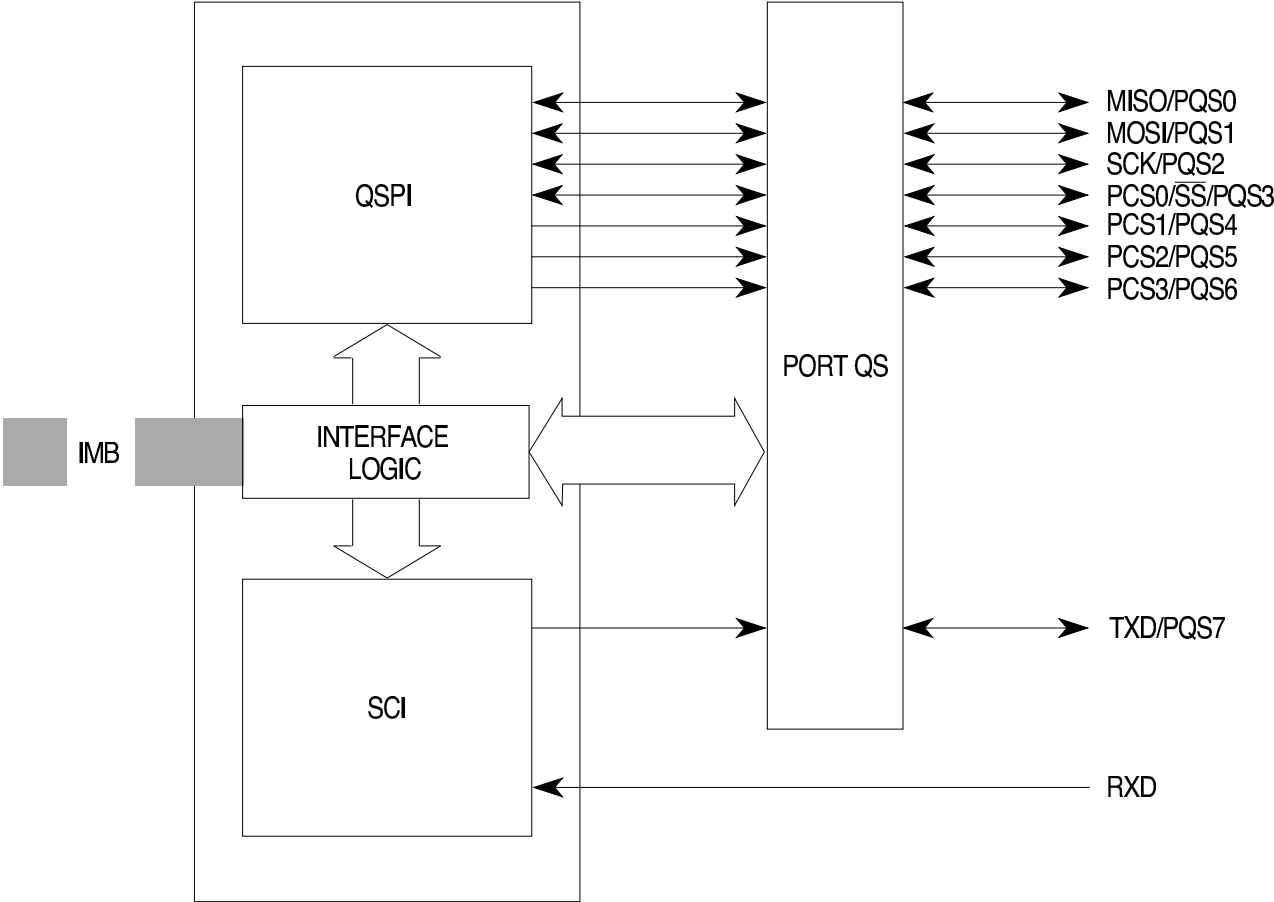 MISO/PQS0
MOSI/PQS1
SCK/PQS2
QSPI
PCS0/S̅S̅/PQS3
PCS1/PQS4
PCS2/PQS5
PCS3/PQS6
PORT QS
IMB
INTERFACE
LOGIC
TXD/PQS7
SCI
RXD